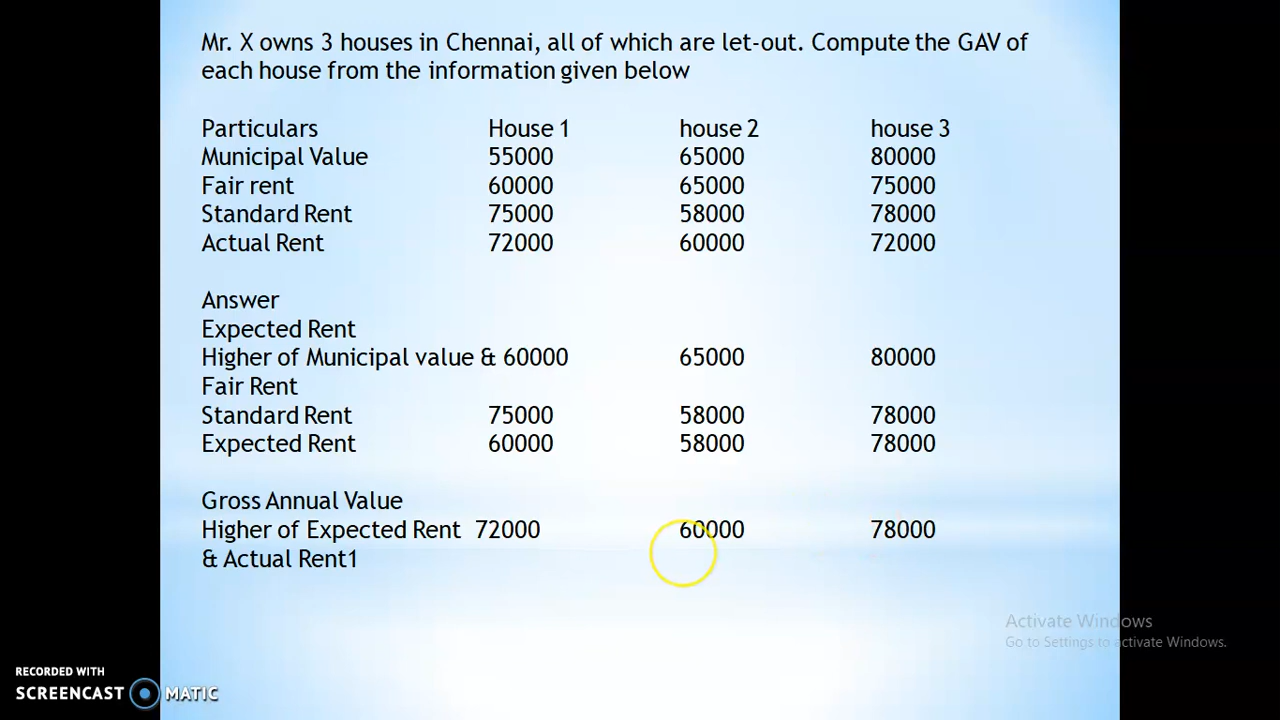 Mr. X owns 3 houses in Chennai, all of which are let-out. Compute the GAV of
each house from the information given below
Particulars House 1 house 2 house 3
Municipal Value 55000 65000 80000
Fair rent 60000 65000 75000
Standard Rent 75000 58000 78000
Actual Rent 72000 60000 72000
Answer
Expected Rent
Higher of Municipal value & 60000 65000 80000
Fair Rent
Standard Rent 75000 58000 78000
Expected Rent 60000 58000 78000
Gross Annual Value
Higher of Expected Rent 72000 60000 78000
& Actual Rent1
Activate Windows
Go to Settings to activate Windows.
RECORDED WITH
SCREENCAST MATIC